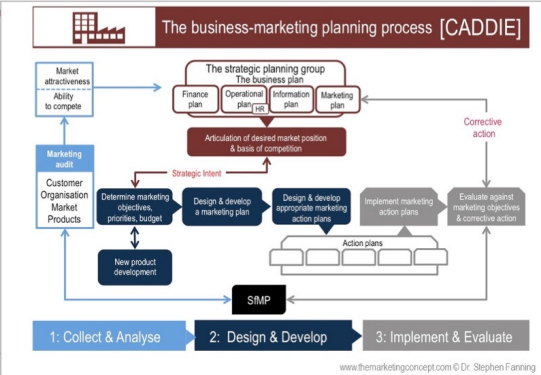 The business-marketing planning process [CADDIE]
Market
attractiveness
Ability
to compete
The strategic planning group
The business plan
Finance
plan
Operational
plan
HR
Information
plan
Marketing
plan
Articulation of desired market position
& basis of competition
Corrective
action
Marketing
audit
Customer
Organisation
Market
Products
Strategic Intent
Determine marketing
objectives,
priorities, budget
Design & develop
a marketing plan
Design & develop
appropriate marketing
action plans
Implement marketing
action plans
Evaluate against
marketing objectives
& corrective action
New product
development
Action plans
SfMP
1: Collect & Analyse
2: Design & Develop
3: Implement & Evaluate
www.themarketingconcept.com © Dr. Stephen Fanning